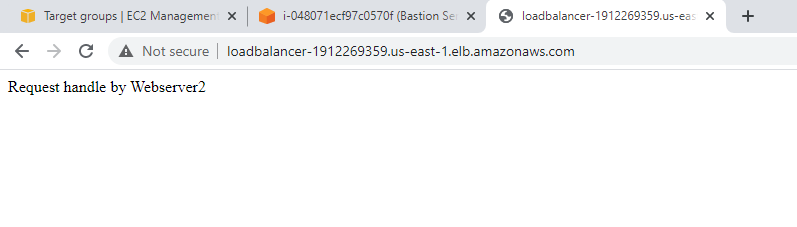 Target groups | EC2 Management
i-048071ecf97c0570f (Bastion Ser
loadbalancer-1912269359.us-eas
Not secure
loadbalancer-1912269359.us-east-1.elb.amazonaws.com
Request handle by Webserver2